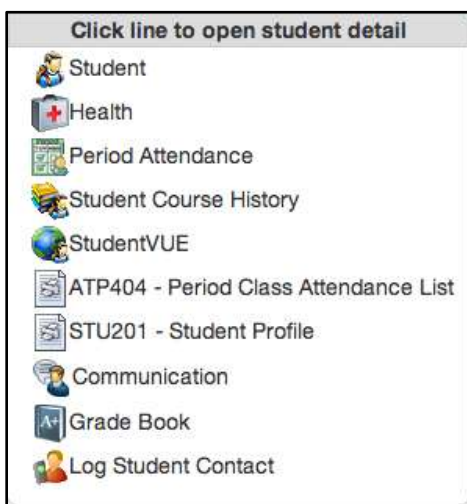 Click line to open student detail
Student
Health
Period Attendance
Student Course History
StudentVUE
ATP404 - Period Class Attendance List
STU201 - Student Profile
Communication
A+ Grade Book
Log Student Contact